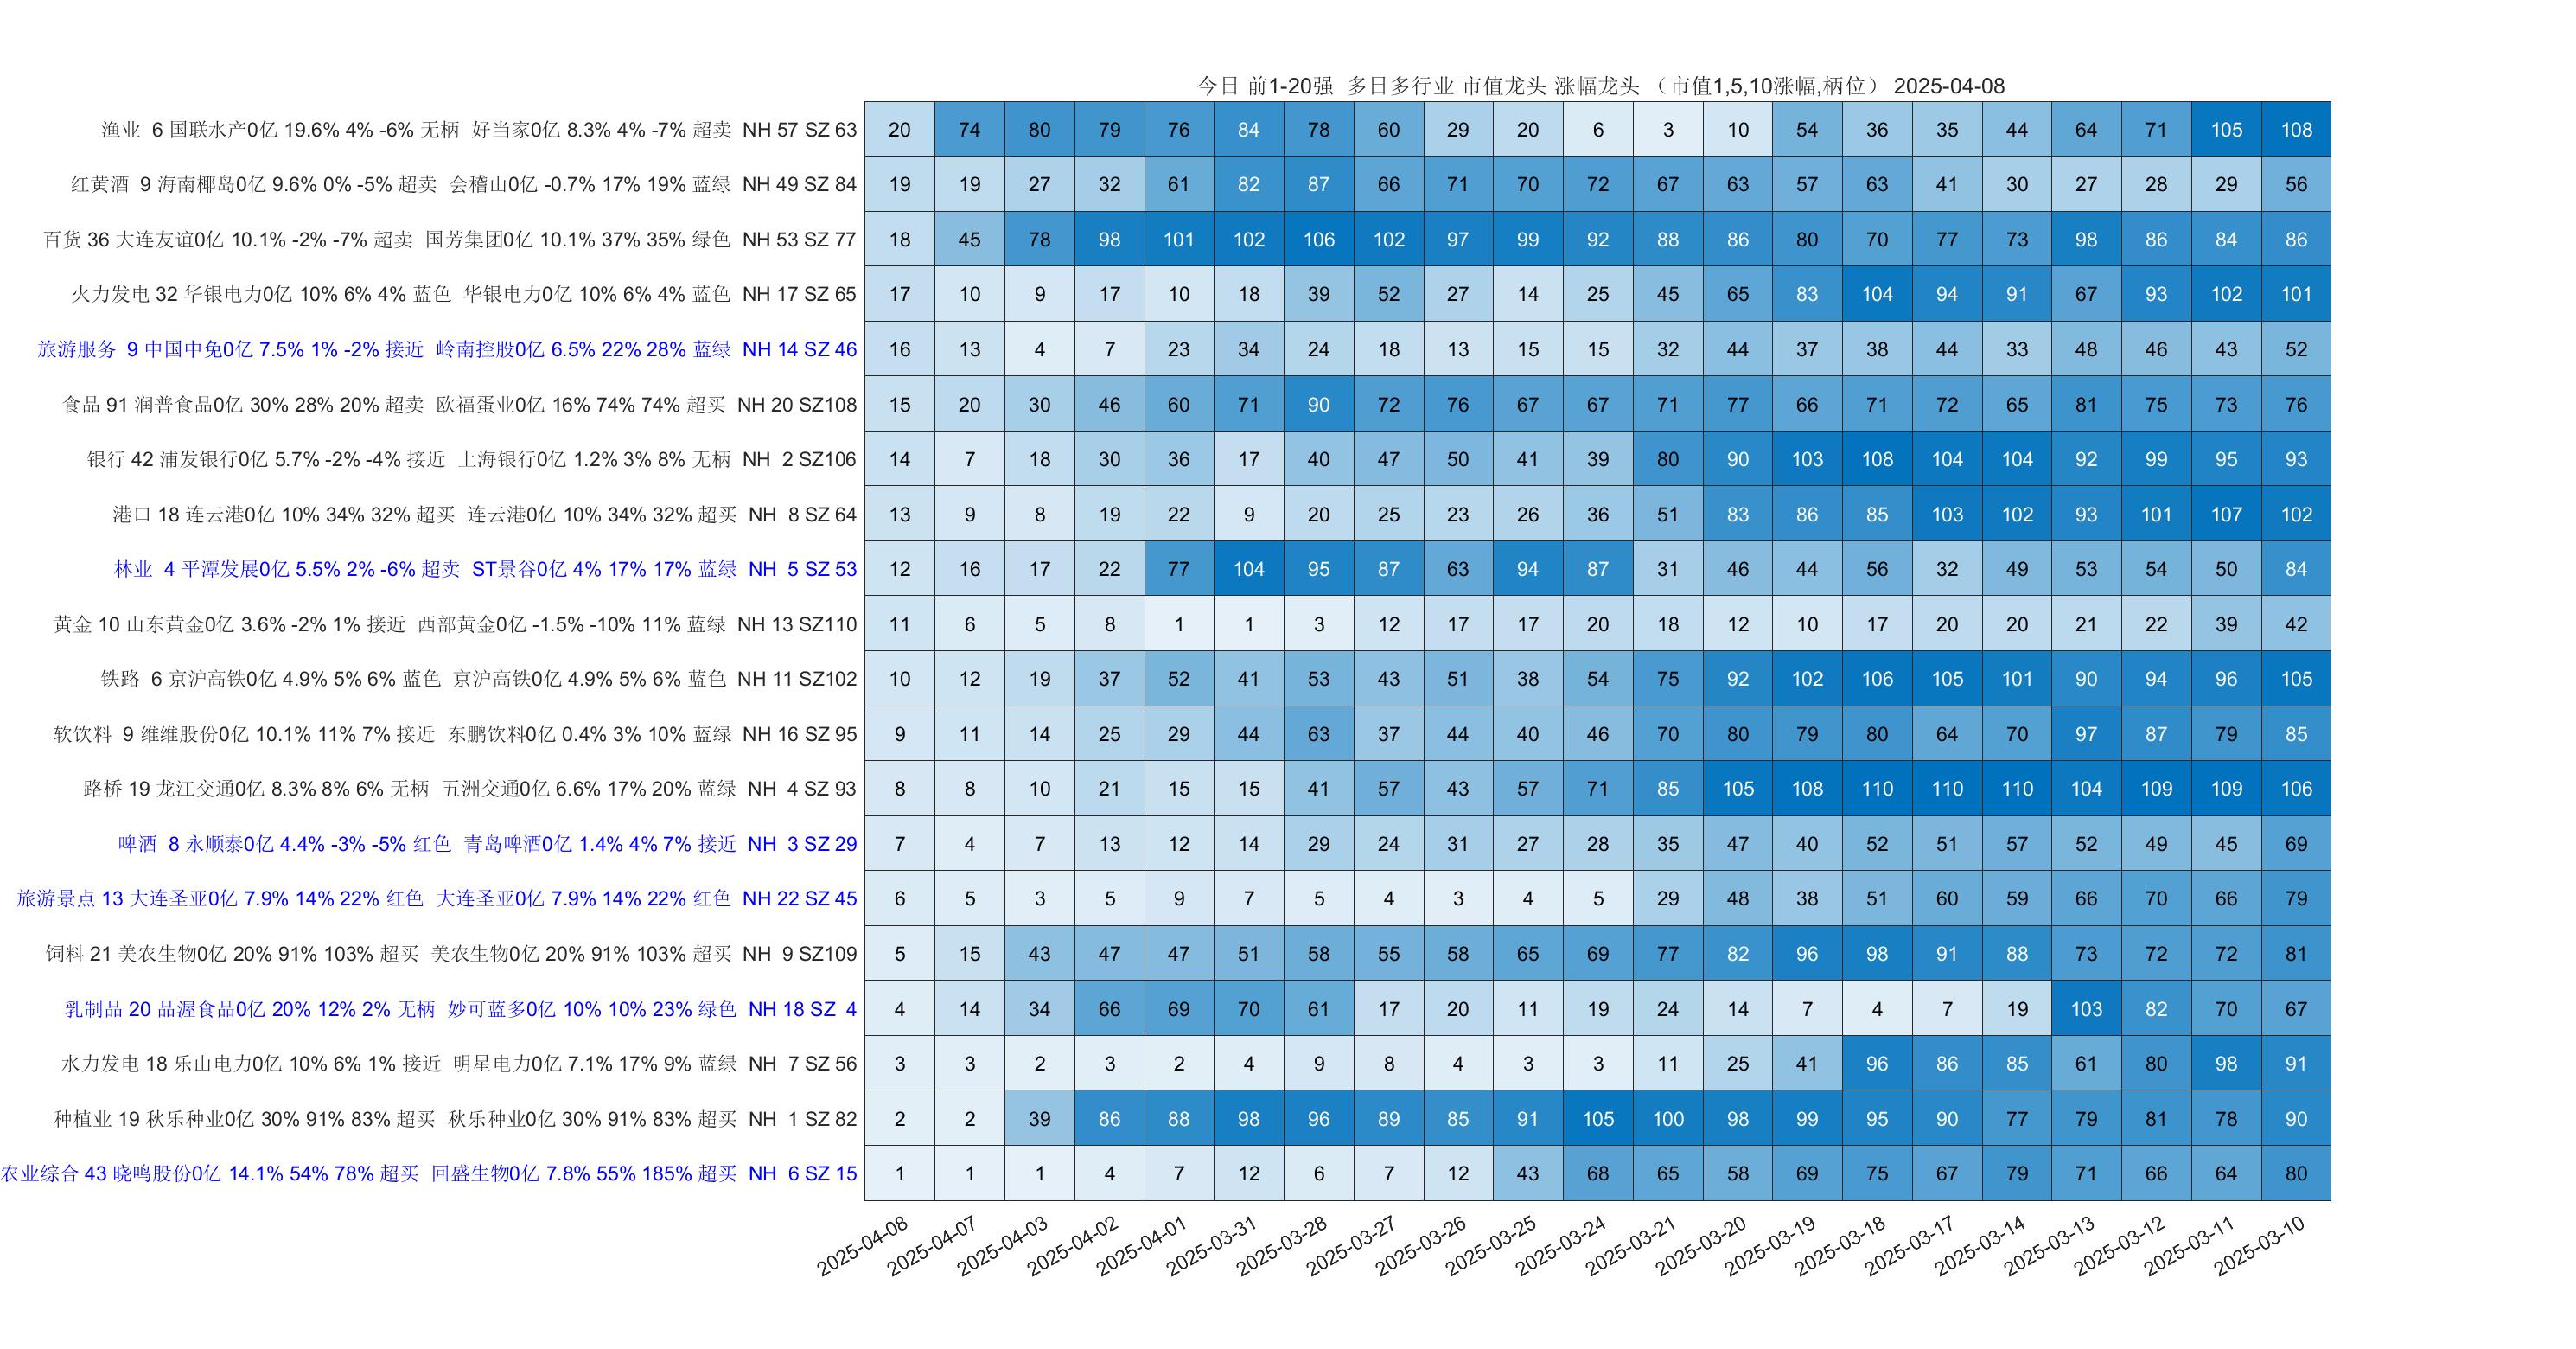 今日 前1-20强 多日多行业 市值龙头 涨幅龙头 （市值1,5,10涨幅,柄位） 2025-04-08
渔业 6 国联水产0亿 19.6% 4% -6% 无柄 好当家0亿 8.3% 4% -7% 超卖 NH 57 SZ 63 20 74 80 79 76 84 78 60 29 20 6 3 10 54 36 35 44 64 71 105 108
红黄酒 9 海南椰岛0亿 9.6% 0% -5% 超卖 会稽山0亿 -0.7% 17% 19% 蓝绿 NH 49 SZ 84 19 19 27 32 61 82 87 66 71 70 72 67 63 57 63 41 30 27 28 29 56
百货 36 大连友谊0亿 10.1% -2% -7% 超卖 国芳集团0亿 10.1% 37% 35% 绿色 NH 53 SZ 77 18 45 78 98 101 102 106 102 97 99 92 88 86 80 70 77 73 98 86 84 86
火力发电 32 华银电力0亿 10% 6% 4% 蓝色 华银电力0亿 10% 6% 4% 蓝色 NH 17 SZ 65 17 10 9 17 10 18 39 52 27 14 25 45 65 83 104 94 91 67 93 102 101
旅游服务 9 中国中免0亿 7.5% 1% -2% 接近 岭南控股0亿 6.5% 22% 28% 蓝绿 NH 14 SZ 46 16 13 4 7 23 34 24 18 13 15 15 32 44 37 38 44 33 48 46 43 52
食品 91 润普食品0亿 30% 28% 20% 超卖 欧福蛋业0亿 16% 74% 74% 超买 NH 20 SZ108 15 20 30 46 60 71 90 72 76 67 67 71 77 66 71 72 65 81 75 73 76
银行 42 浦发银行0亿 5.7% -2% -4% 接近 上海银行0亿 1.2% 3% 8% 无柄 NH 2 SZ106 14 7 18 30 36 17 40 47 50 41 39 80 90 103 108 104 104 92 99 95 93
港口 18 连云港0亿 10% 34% 32% 超买 连云港0亿 10% 34% 32% 超买 NH 8 SZ 64 13 9 8 19 22 9 20 25 23 26 36 51 83 86 85 103 102 93 101 107 102
林业 4 平潭发展0亿 5.5% 2% -6% 超卖 ST景谷0亿 4% 17% 17% 蓝绿 NH 5 SZ 53 12 16 17 22 77 104 95 87 63 94 87 31 46 44 56 32 49 53 54 50 84
黄金 10 山东黄金0亿 3.6% -2% 1% 接近 西部黄金0亿 -1.5% -10% 11% 蓝绿 NH 13 SZ110 11 6 5 8 1 1 3 12 17 17 20 18 12 10 17 20 20 21 22 39 42
铁路 6 京沪高铁0亿 4.9% 5% 6% 蓝色 京沪高铁0亿 4.9% 5% 6% 蓝色 NH 11 SZ102 10 12 19 37 52 41 53 43 51 38 54 75 92 102 106 105 101 90 94 96 105
软饮料 9 维维股份0亿 10.1% 11% 7% 接近 东鹏饮料0亿 0.4% 3% 10% 蓝绿 NH 16 SZ 95 9 11 14 25 29 44 63 37 44 40 46 70 80 79 80 64 70 97 87 79 85
路桥 19 龙江交通0亿 8.3% 8% 6% 无柄 五洲交通0亿 6.6% 17% 20% 蓝绿 NH 4 SZ 93 8 8 10 21 15 15 41 57 43 57 71 85 105 108 110 110 110 104 109 109 106
啤酒 8 永顺泰0亿 4.4% -3% -5% 红色 青岛啤酒0亿 1.4% 4% 7% 接近 NH 3 SZ 29 7 4 7 13 12 14 29 24 31 27 28 35 47 40 52 51 57 52 49 45 69
旅游景点 13 大连圣亚0亿 7.9% 14% 22% 红色 大连圣亚0亿 7.9% 14% 22% 红色 NH 22 SZ 45 6 5 3 5 9 7 5 4 3 4 5 29 48 38 51 60 59 66 70 66 79
饲料 21 美农生物0亿 20% 91% 103% 超买 美农生物0亿 20% 91% 103% 超买 NH 9 SZ109 5 15 43 47 47 51 58 55 58 65 69 77 82 96 98 91 88 73 72 72 81
乳制品 20 品渥食品0亿 20% 12% 2% 无柄 妙可蓝多0亿 10% 10% 23% 绿色 NH 18 SZ 4 4 14 34 66 69 70 61 17 20 11 19 24 14 7 4 7 19 103 82 70 67
水力发电 18 乐山电力0亿 10% 6% 1% 接近 明星电力0亿 7.1% 17% 9% 蓝绿 NH 7 SZ 56 3 3 2 3 2 4 9 8 4 3 3 11 25 41 96 86 85 61 80 98 91
种植业 19 秋乐种业0亿 30% 91% 83% 超买 秋乐种业0亿 30% 91% 83% 超买 NH 1 SZ 82 2 2 39 86 88 98 96 89 85 91 105 100 98 99 95 90 77 79 81 78 90
农业综合 43 晓鸣股份0亿 14.1% 54% 78% 超买 回盛生物0亿 7.8% 55% 185% 超买 NH 6 SZ 15 1 1 1 4 7 12 6 7 12 43 68 65 58 69 75 67 79 71 66 64 80
2025-04-08 2025-04-07 2025-04-03 2025-04-02 2025-04-01 2025-03-31 2025-03-28 2025-03-27 2025-03-26 2025-03-25 2025-03-24 2025-03-21 2025-03-20 2025-03-19 2025-03-18 2025-03-17 2025-03-14 2025-03-13 2025-03-12 2025-03-11 2025-03-10